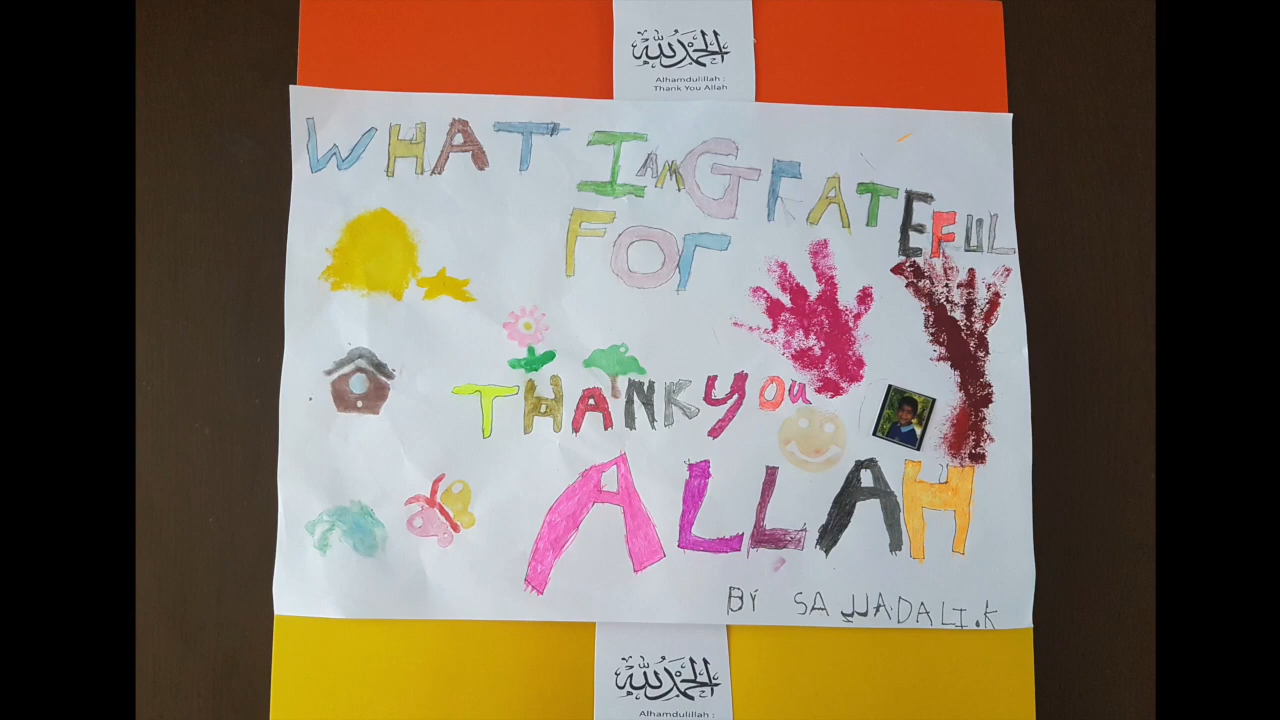 الحمد لله
Alhamdulillah :
Thank You Allah
WHAT I AM GRATEFUL
FOr
THANK YOU
ALLAH
BY SAJJADALI.K
الحمد لله
Alhamdulillah :